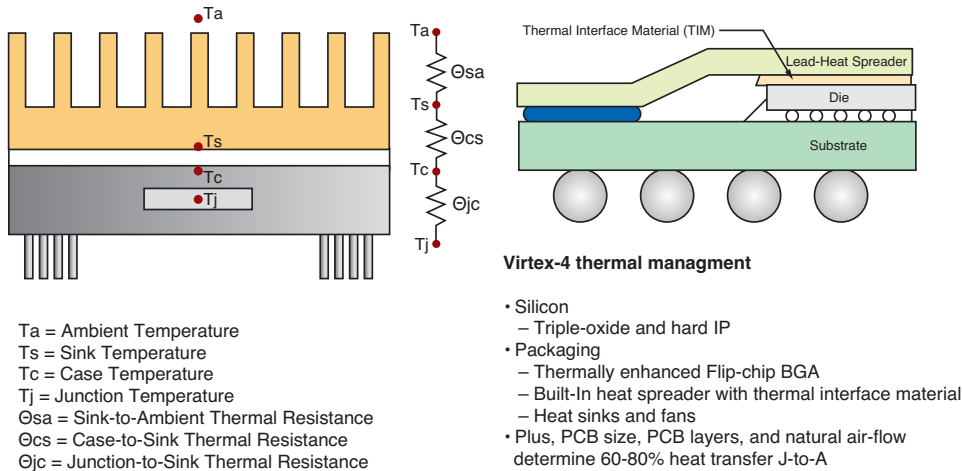 Ta
Ts
Tc
Tj
Ta
Θsa
Ts
Θcs
Tc
Θjc
Tj
Ta = Ambient Temperature
Ts = Sink Temperature
Tc = Case Temperature
Tj = Junction Temperature
Θsa = Sink-to-Ambient Thermal Resistance
Θcs = Case-to-Sink Thermal Resistance
Θjc = Junction-to-Sink Thermal Resistance
Thermal Interface Material (TIM)
Lead-Heat Spreader
Die
Substrate
Virtex-4 thermal managment
• Silicon
– Triple-oxide and hard IP
• Packaging
– Thermally enhanced Flip-chip BGA
– Built-In heat spreader with thermal interface material
– Heat sinks and fans
• Plus, PCB size, PCB layers, and natural air-flow
determine 60-80% heat transfer J-to-A